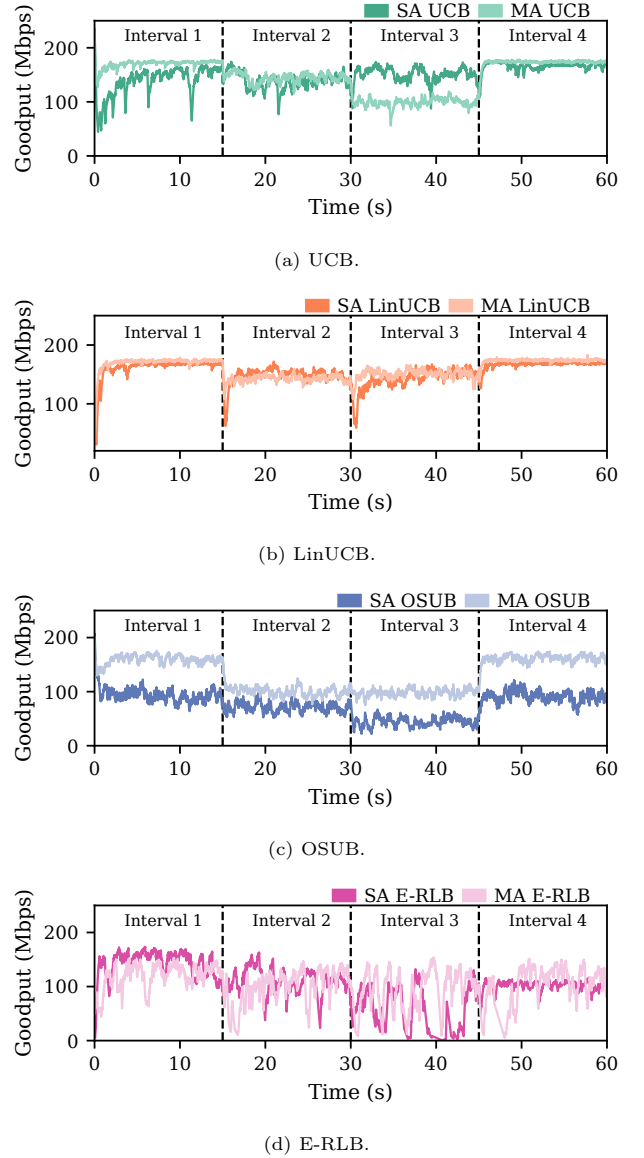 SA UCB MA UCB
Goodput (Mbps)
200
100
0
Interval 1 Interval 2 Interval 3 Interval 4
0 10 20 30 40 50 60
Time (s)
(a) UCB.
SA LinUCB MA LinUCB
Goodput (Mbps)
200
100
Interval 1 Interval 2 Interval 3 Interval 4
0 10 20 30 40 50 60
Time (s)
(b) LinUCB.
SA OSUB MA OSUB
Goodput (Mbps)
200
100
0
Interval 1 Interval 2 Interval 3 Interval 4
0 10 20 30 40 50 60
Time (s)
(c) OSUB.
SA E-RLB MA E-RLB
Goodput (Mbps)
200
100
0
Interval 1 Interval 2 Interval 3 Interval 4
0 10 20 30 40 50 60
Time (s)
(d) E-RLB.